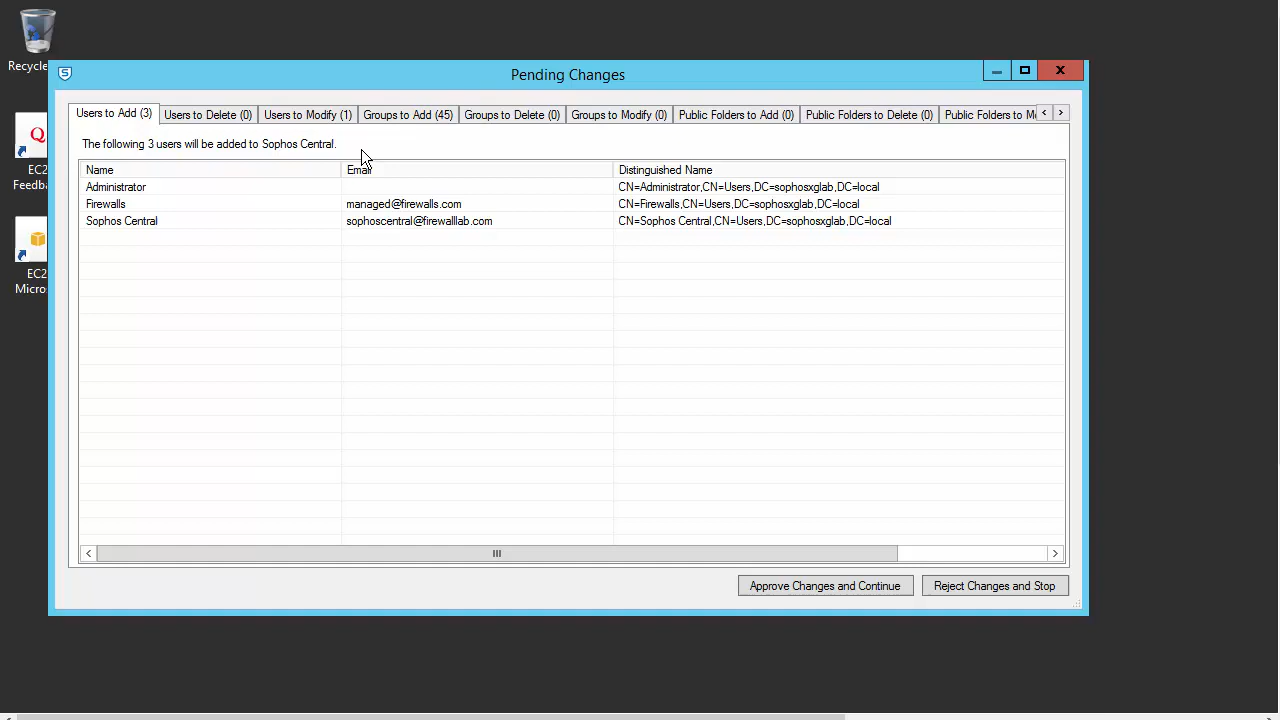 Recycle
EC2
Feedba
EC2
Micros
S
Pending Changes
Users to Add (3)
Users to Delete (0)
Users to Modify (1)
Groups to Add (45)
Groups to Delete (0)
Groups to Modify (0)
Public Folders to Add (0)
Public Folders to Delete (0)
Public Folders to M
The following 3 users will be added to Sophos Central.
Name Email Distinguished Name
Administrator CN=Administrator,CN=Users,DC=sophosxglab,DC=local
Firewalls managed@firewalls.com CN=Firewalls,CN=Users,DC=sophosxglab,DC=local
Sophos Central sophoscentral@firewalllab.com CN=Sophos Central,CN=Users,DC=sophosxglab,DC=local
Approve Changes and Continue
Reject Changes and Stop